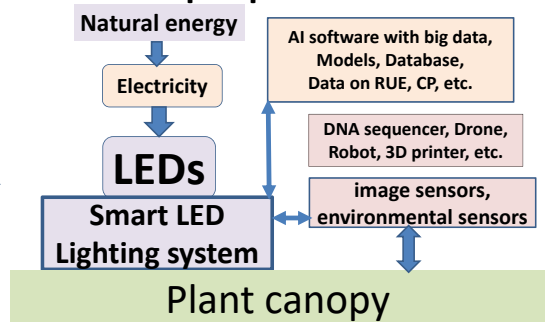 Natural energy
Electricity
LEDs
Smart LED
Lighting system
AI software with big data,
Models, Database,
Data on RUE, CP, etc.
DNA sequencer, Drone,
Robot, 3D printer, etc.
image sensors,
environmental sensors
Plant canopy